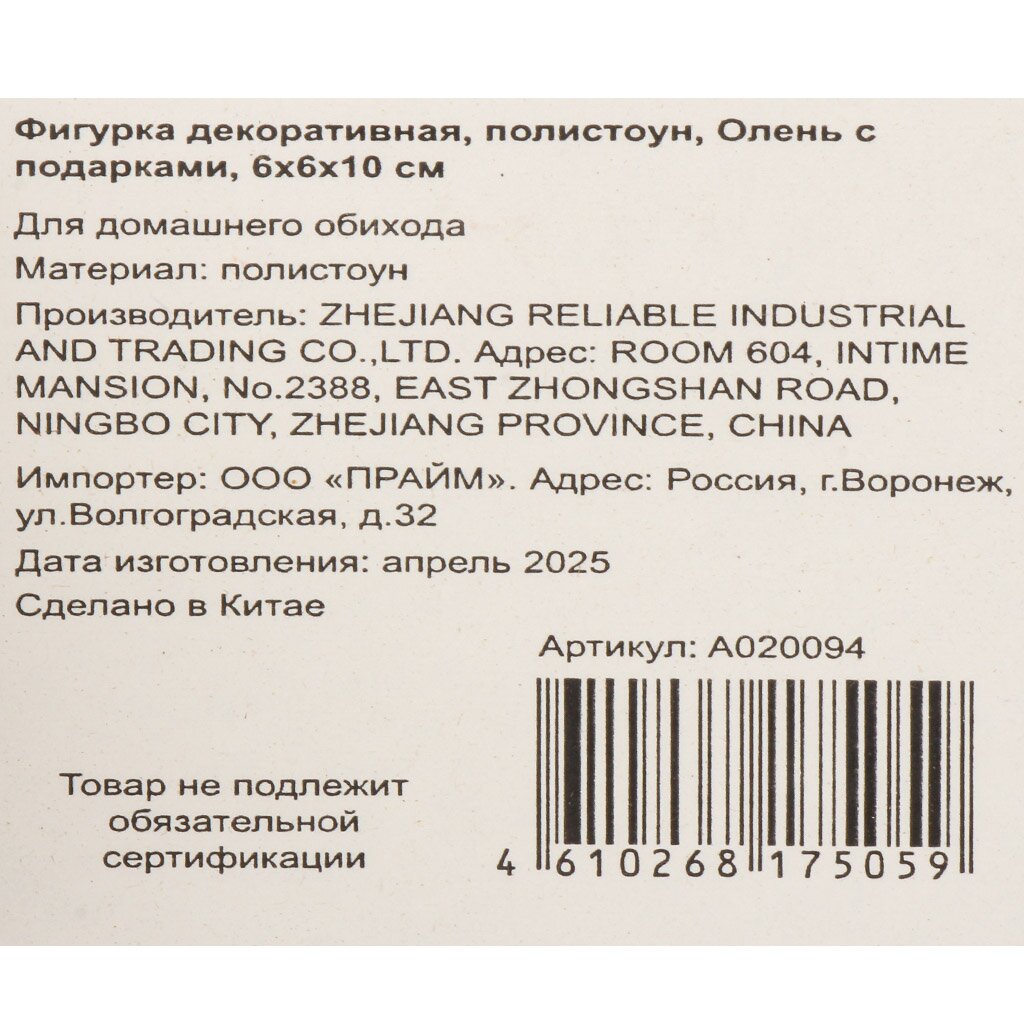 Фигурка декоративная, полистоун, Олень с
подарками, 6х6х10 см
Для домашнего обихода
Материал: полистоун
Производитель: ZHEJIANG RELIABLE INDUSTRIAL
AND TRADING CO.,LTD. Адрес: ROOM 604, INTIME
MANSION, No.2388, EAST ZHONGSHAN ROAD,
NINGBO CITY, ZHEJIANG PROVINCE, CHINA
Импортер: ООО «ПРАЙМ». Адрес: Россия, г.Воронеж,
ул.Волгоградская, д.32
Дата изготовления: апрель 2025
Сделано в Китае
Артикул: А020094
Товар не подлежит
обязательной
сертификации
4 610268 175059